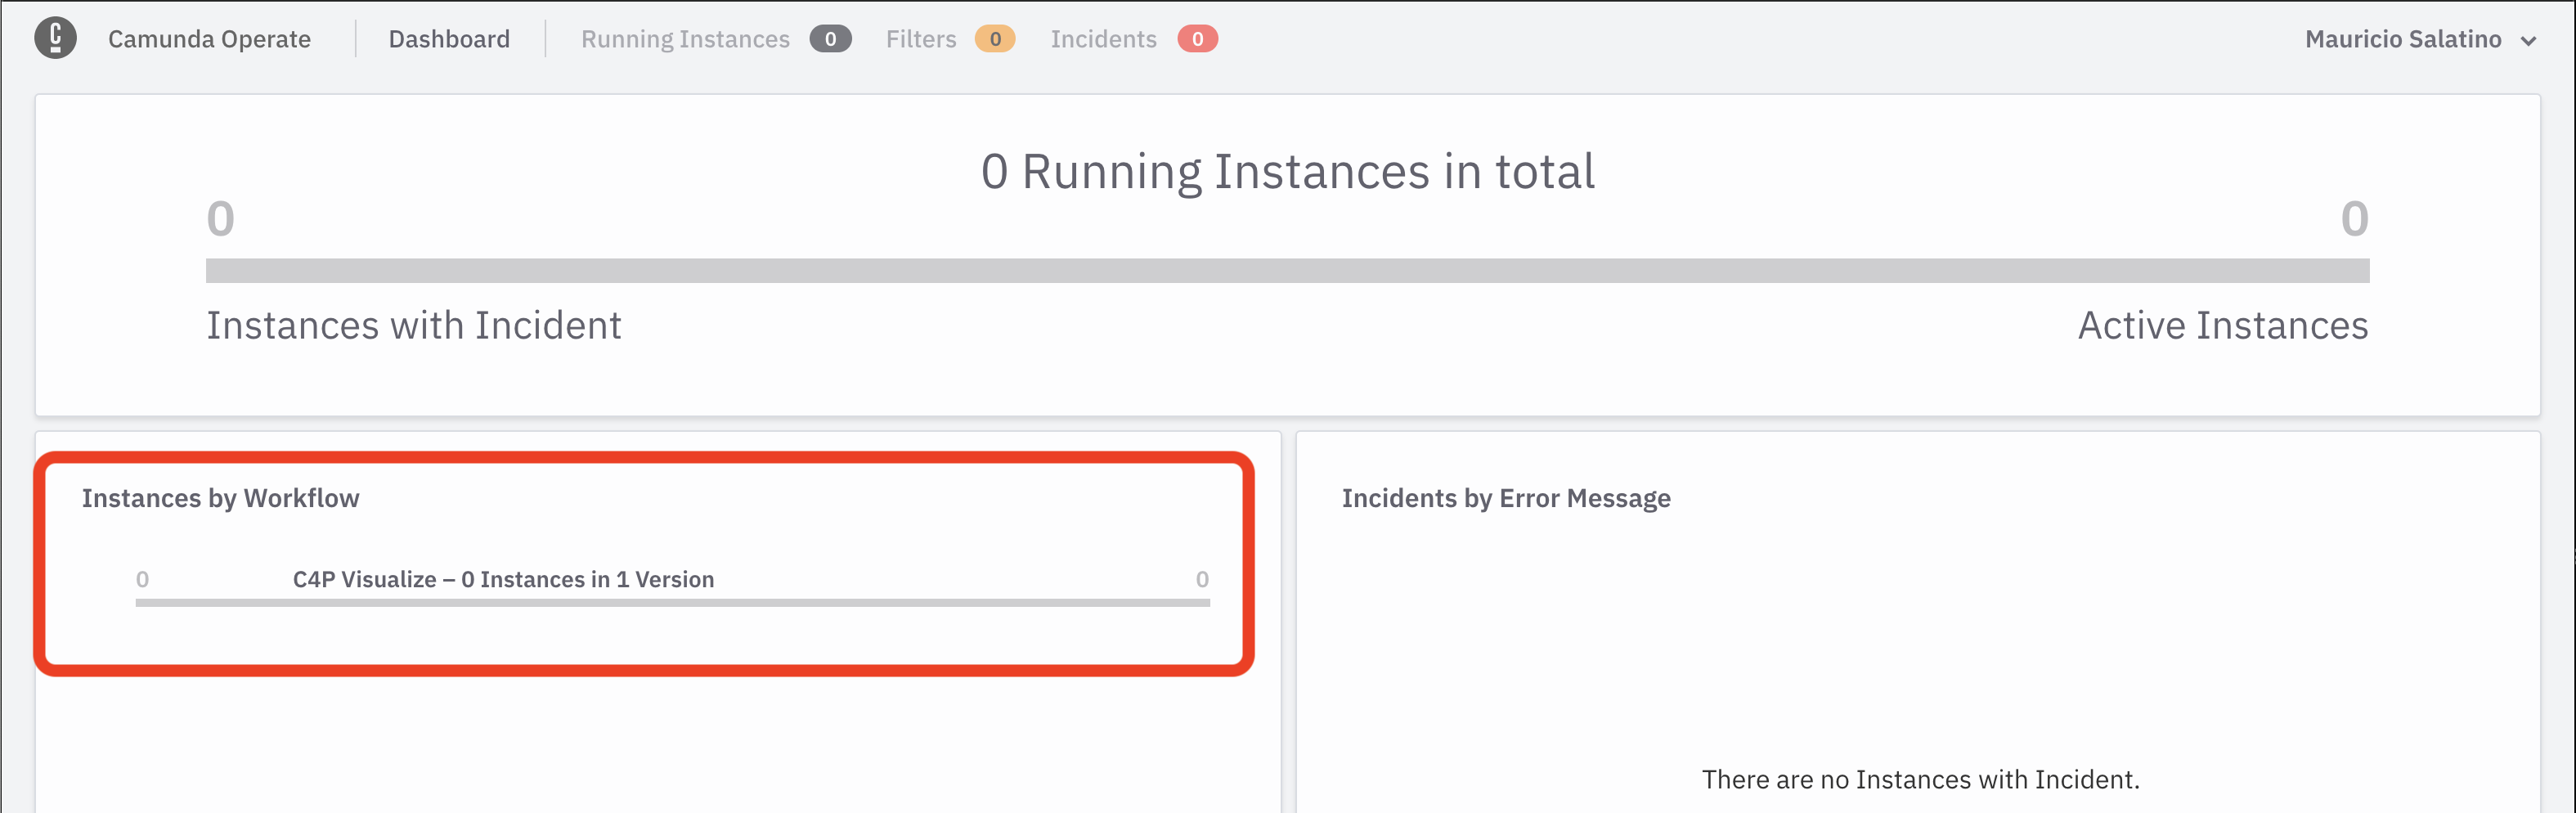 Camunda Operate Dashboard Running Instances 0 Filters 0 Incidents 0 Mauricio Salatino
0 Running Instances in total
0 0
Instances with Incident Active Instances
Instances by Workflow
0 C4P Visualize – 0 Instances in 1 Version 0
Incidents by Error Message
There are no Instances with Incident.